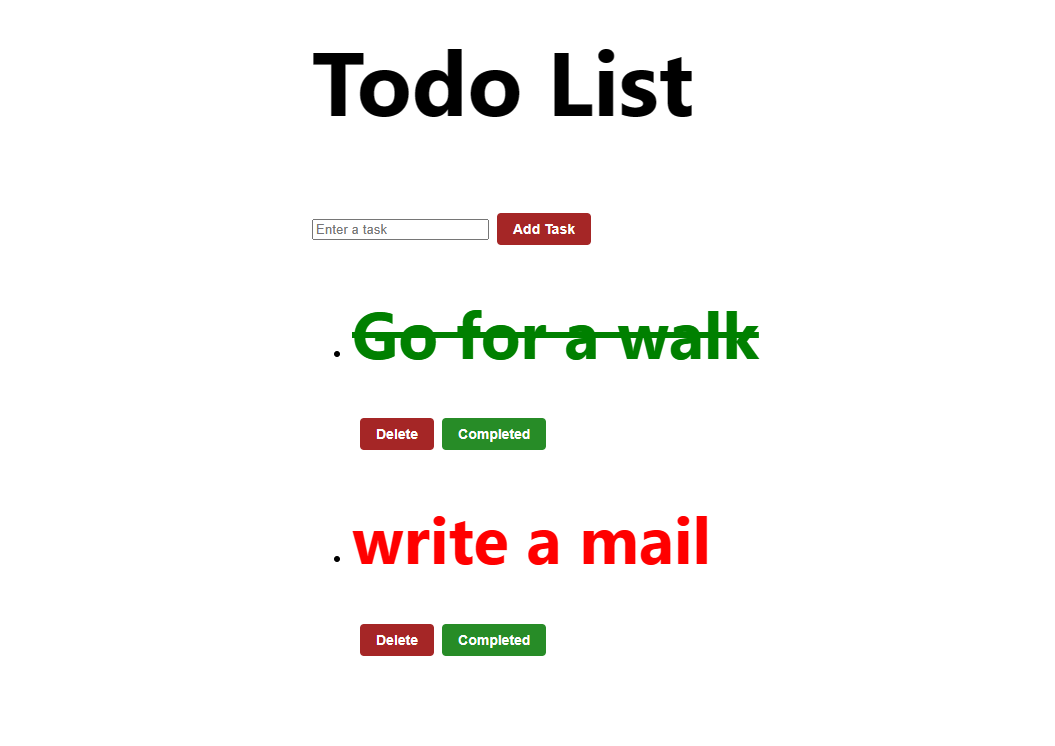 Todo List
Enter a task Add Task
Go for a walk
Delete Completed
write a mail
Delete Completed